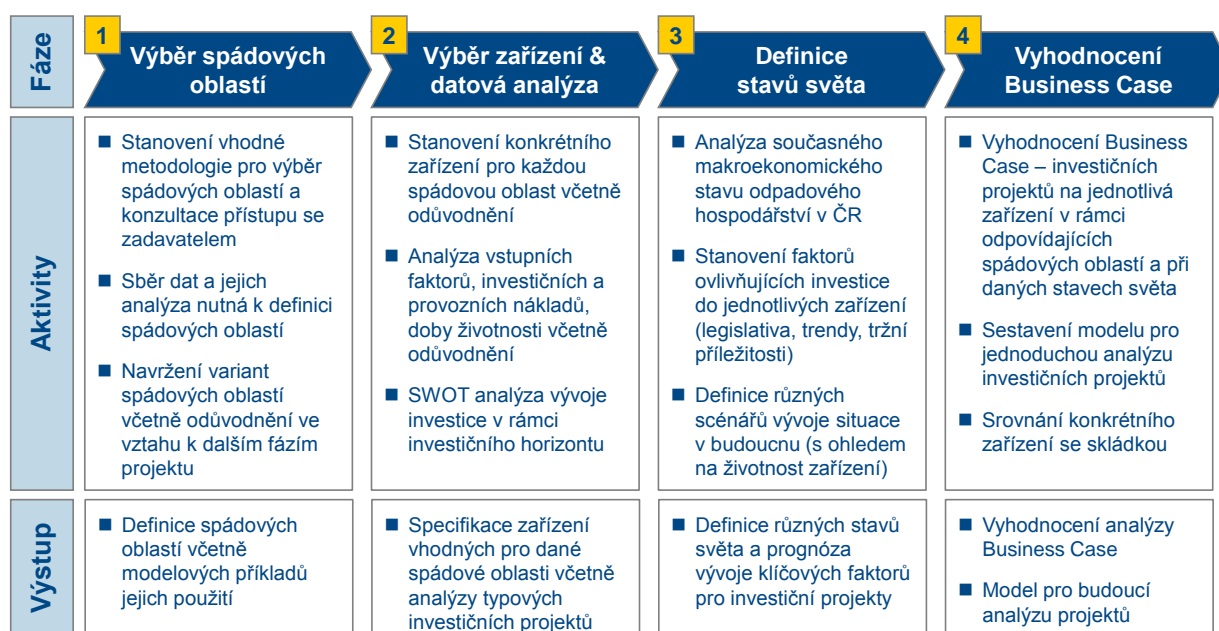 Fáze
1
Výběr spádových
oblastí
2
Výběr zařízení &
datová analýza
3
Definice
stavů světa
4
Vyhodnocení
Business Case
Aktivity
Stanovení vhodné
metodologie pro výběr
spádových oblastí a
konzultace přístupu se
zadavatelem
Sběr dat a jejich
analýza nutná k definici
spádových oblastí
Navržení variant
spádových oblastí
včetně odůvodnění ve
vztahu k dalším fázím
projektu
Stanovení konkrétního
zařízení pro každou
spádovou oblast včetně
odůvodnění
Analýza vstupních
faktorů, investičních a
provozních nákladů,
doby životnosti včetně
odůvodnění
SWOT analýza vývoje
investice v rámci
investičního horizontu
Analýza současného
makroekonomického
stavu odpadového
hospodářství v ČR
Stanovení faktorů
ovlivňujících investice
do jednotlivých zařízení
(legislativa, trendy, tržní
příležitosti)
Definice různých
scénářů vývoje situace
v budoucnu (s ohledem
na životnost zařízení)
Vyhodnocení Business
Case – investičních
projektů na jednotlivá
zařízení v rámci
odpovídajících
spádových oblastí a při
daných stavech světa
Sestavení modelu pro
jednoduchou analýzu
investičních projektů
Srovnání konkrétního
zařízení se skládkou
Výstup
Definice spádových
oblastí včetně
modelových příkladů
jejich použití
Specifikace zařízení
vhodných pro dané
spádové oblasti včetně
analýzy typových
investičních projektů
Definice různých stavů
světa a prognóza
vývoje klíčových faktorů
pro investiční projekty
Vyhodnocení analýzy
Business Case
Model pro budoucí
analýzu projektů